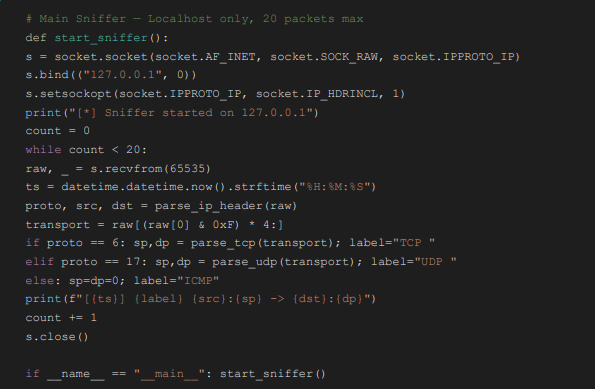 # Main Sniffer — Localhost only, 20 packets max
def start_sniffer():
s = socket.socket(socket.AF_INET, socket.SOCK_RAW, socket.IPPROTO_IP)
s.bind(("127.0.0.1", 0))
s.setsockopt(socket.IPPROTO_IP, socket.IP_HDRINCL, 1)
print("[*] Sniffer started on 127.0.0.1")
count = 0
while count < 20:
raw, _ = s.recvfrom(65535)
ts = datetime.datetime.now().strftime("%H:%M:%S")
proto, src, dst = parse_ip_header(raw)
transport = raw[(raw[0] & 0xF) * 4:]
if proto == 6: sp,dp = parse_tcp(transport); label="TCP "
elif proto == 17: sp,dp = parse_udp(transport); label="UDP "
else: sp=dp=0; label="ICMP"
print(f"[{ts}] {label} {src}:{sp} -> {dst}:{dp}")
count += 1
s.close()
if __name__ == "__main__": start_sniffer()